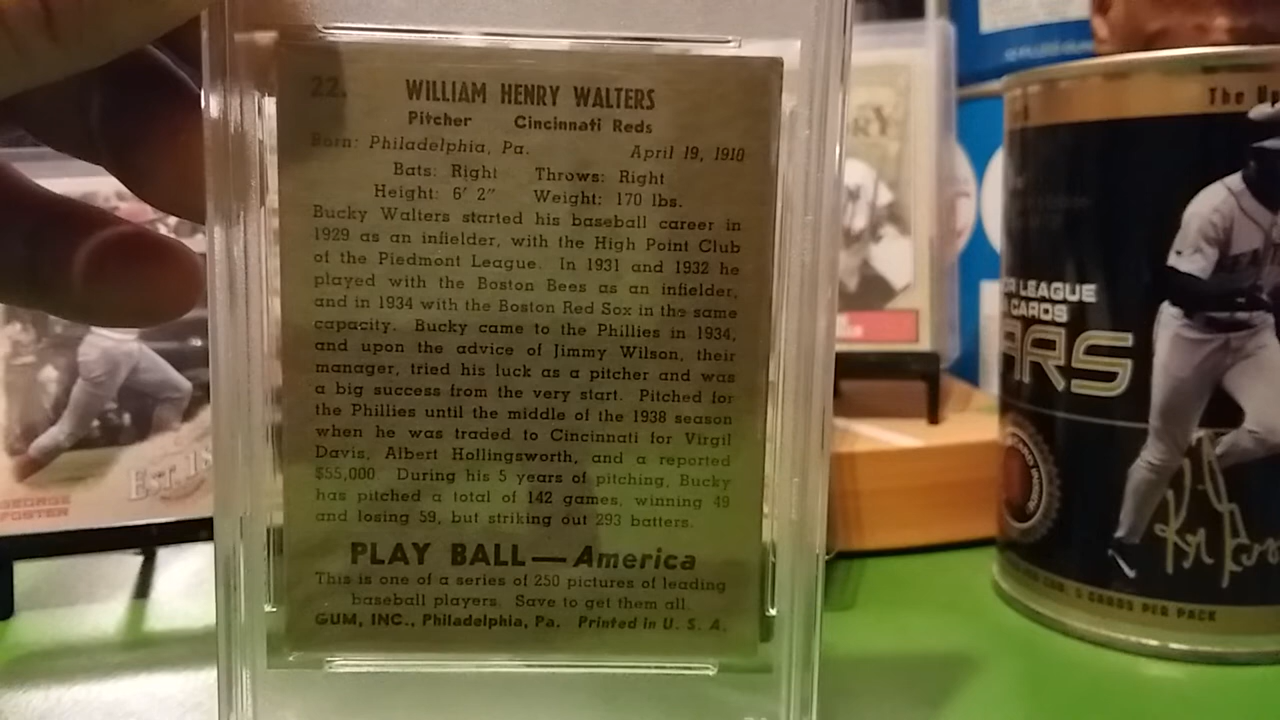 22.
WILLIAM HENRY WALTERS
Pitcher Cincinnati Reds
Born: Philadelphia, Pa. April 19, 1910
Bats: Right Throws: Right
Height: 6' 2" Weight: 170 lbs.
Bucky Walters started his baseball career in
1929 as an infielder, with the High Point Club
of the Piedmont League. In 1931 and 1932 he
played with the Boston Bees as an infielder,
and in 1934 with the Boston Red Sox in the same
capacity. Bucky came to the Phillies in 1934,
and upon the advice of Jimmy Wilson, their
manager, tried his luck as a pitcher and was
a big success from the very start. Pitched for
the Phillies until the middle of the 1938 season
when he was traded to Cincinnati for Virgil
Davis, Albert Hollingsworth, and a reported
$55,000. During his 5 years of pitching, Bucky
has pitched a total of 142 games, winning 49
and losing 59, but striking out 293 batters.
PLAY BALL—America
This is one of a series of 250 pictures of leading
baseball players. Save to get them all.
GUM, INC., Philadelphia, Pa. Printed in U. S. A.
Est. 18
GEORGE
FOSTER
The
LEAGUE
CARDS
ARS
5 CARDS PER PACK